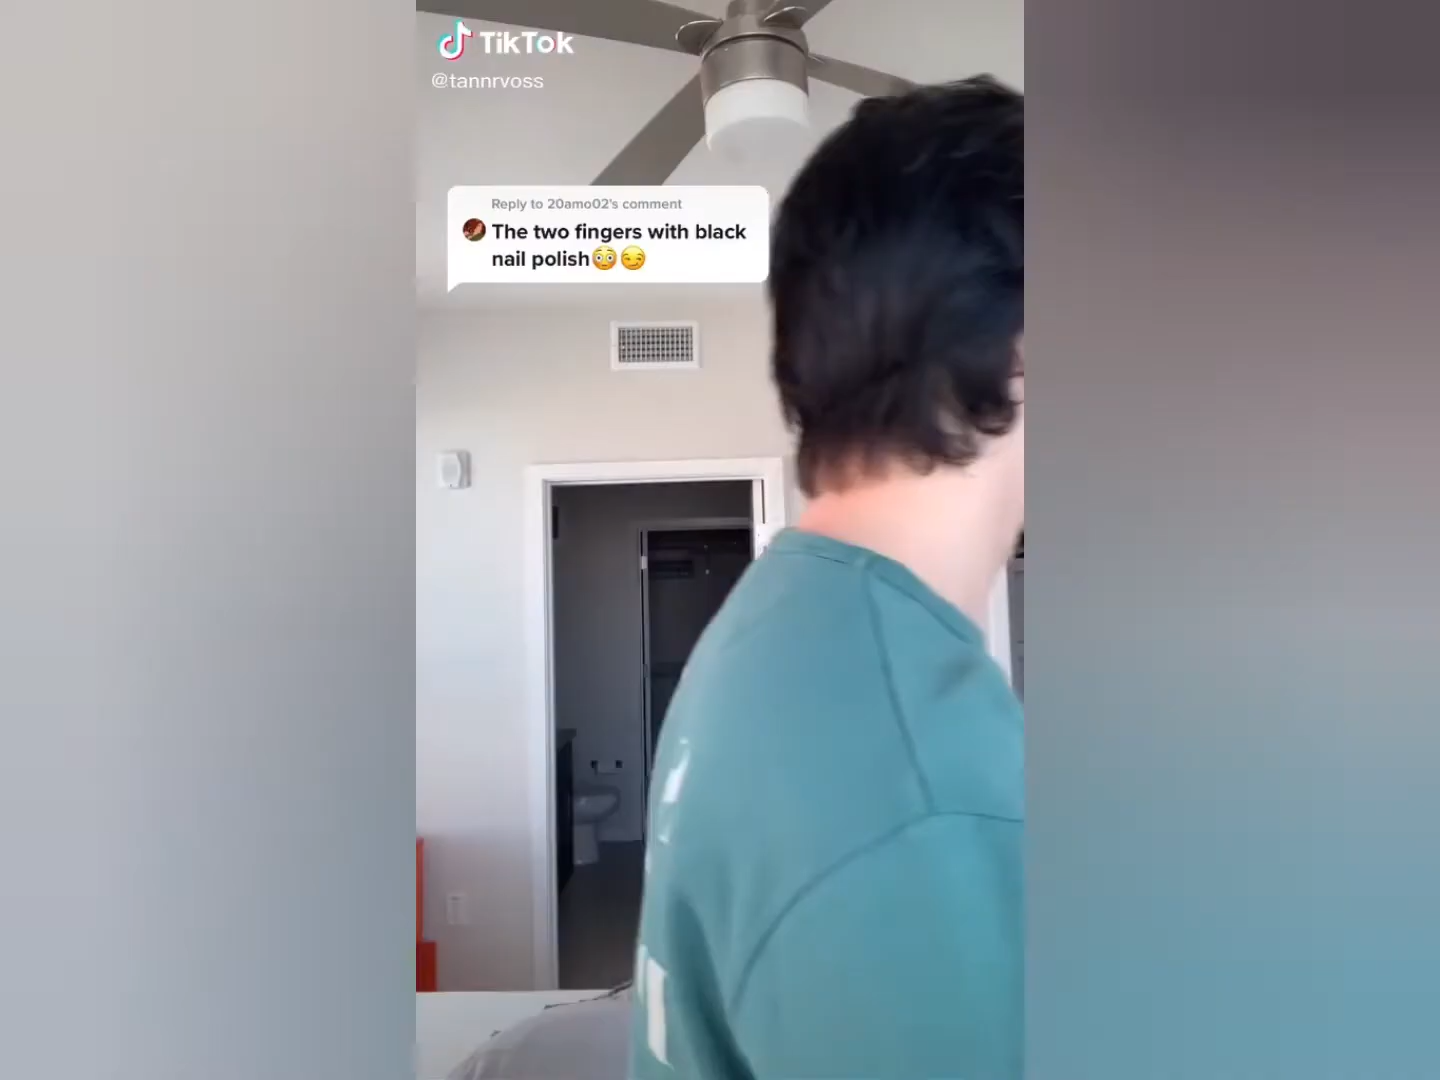 TikTok
@tannrvoss
Reply to 20amo02's comment
The two fingers with black
nail polish😳😏